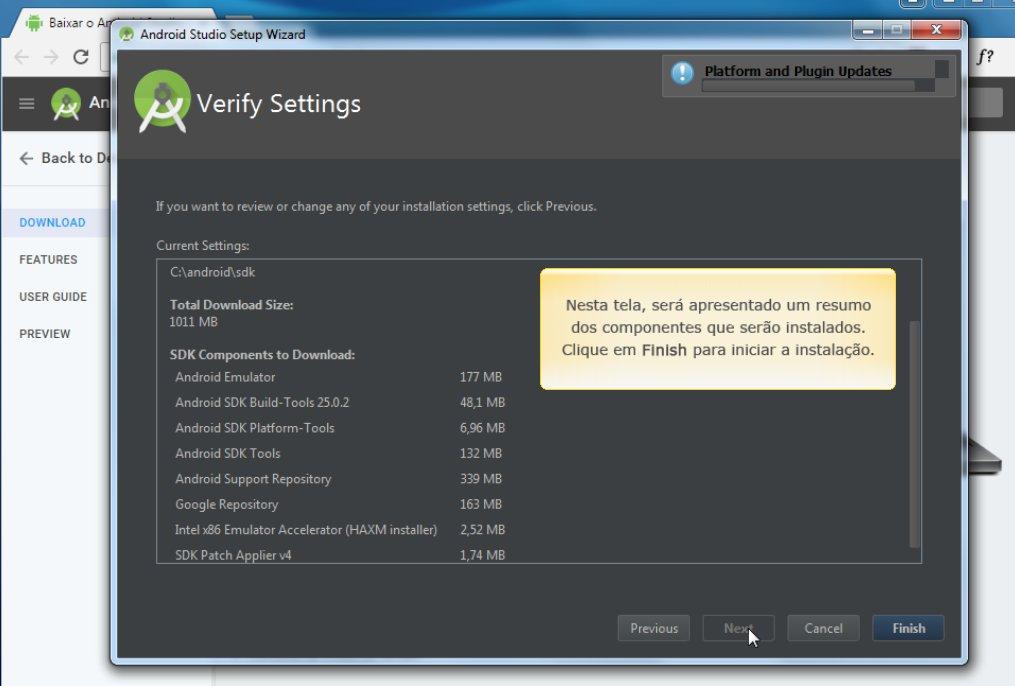 Baixar o
Android Studio Setup Wizard
f?
Verify Settings
Platform and Plugin Updates
An
Back to De
DOWNLOAD
FEATURES
USER GUIDE
PREVIEW
If you want to review or change any of your installation settings, click Previous.
Current Settings:
C:\android\sdk
Total Download Size:
1011 MB
SDK Components to Download:
Android Emulator 177 MB
Android SDK Build-Tools 25.0.2 48,1 MB
Android SDK Platform-Tools 6,96 MB
Android SDK Tools 132 MB
Android Support Repository 339 MB
Google Repository 163 MB
Intel x86 Emulator Accelerator (HAXM installer) 2,52 MB
SDK Patch Applier v4 1,74 MB
Nesta tela, será apresentado um resumo
dos componentes que serão instalados.
Clique em Finish para iniciar a instalação.
Previous
Next
Cancel
Finish